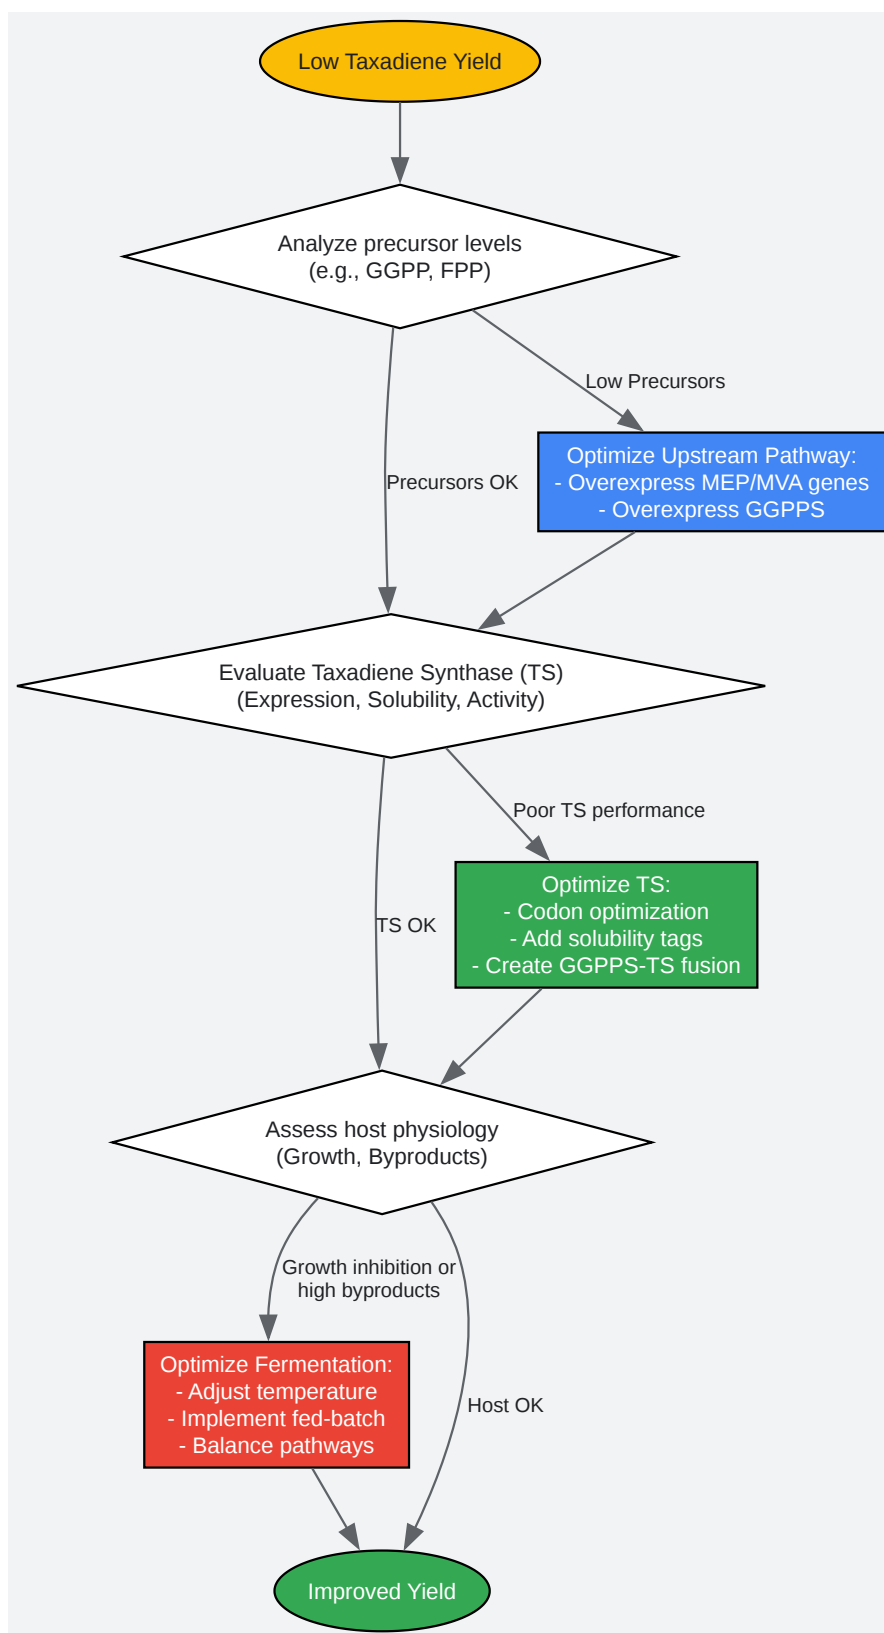 Low Taxadiene Yield
Analyze precursor levels
(e.g., GGPP, FPP)
Low Precursors
Optimize Upstream Pathway:
- Overexpress MEP/MVA genes
- Overexpress GGPPS
Precursors OK
Evaluate Taxadiene Synthase (TS)
(Expression, Solubility, Activity)
Poor TS performance
Optimize TS:
- Codon optimization
- Add solubility tags
- Create GGPPS-TS fusion
TS OK
Assess host physiology
(Growth, Byproducts)
Growth inhibition or
high byproducts
Optimize Fermentation:
- Adjust temperature
- Implement fed-batch
- Balance pathways
Host OK
Improved Yield